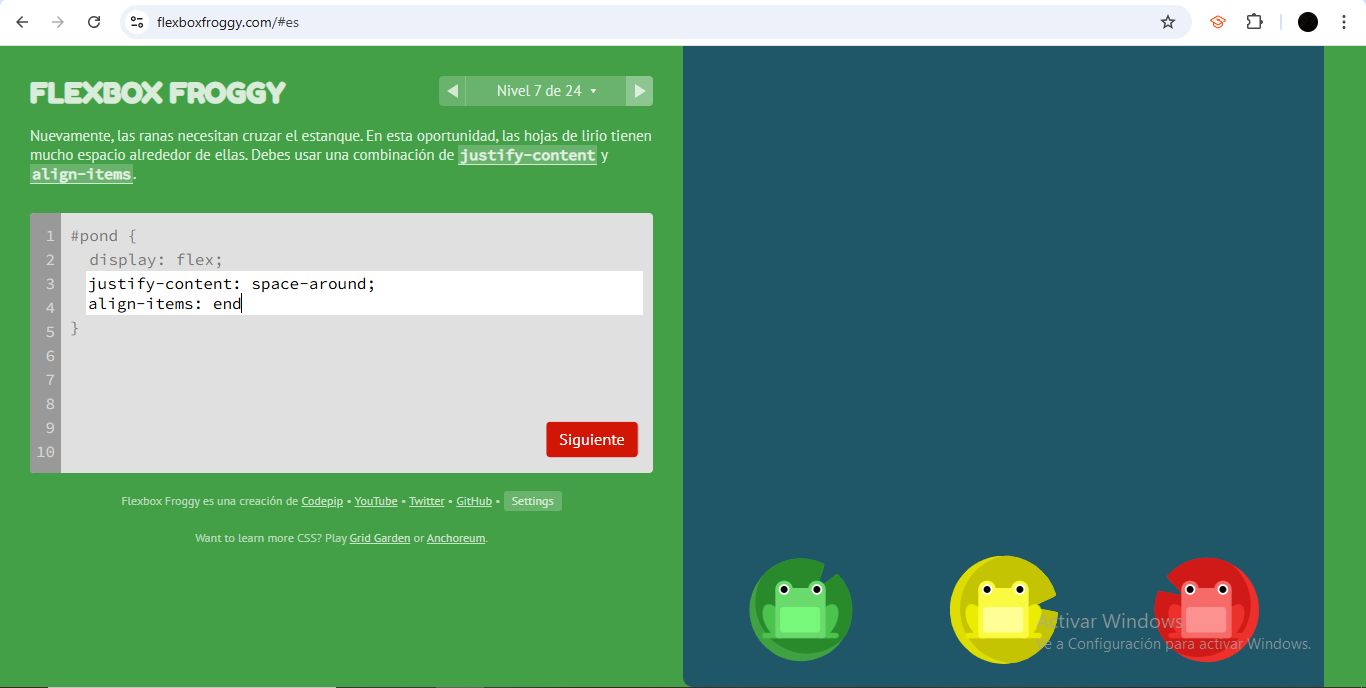 flexboxfroggy.com/#es
FLEXBOX FROGGY
Nivel 7 de 24
Nuevamente, las ranas necesitan cruzar el estanque. En esta oportunidad, las hojas de lirio tienen
mucho espacio alrededor de ellas. Debes usar una combinación de justify-content y
align-items.
1 #pond {
2 display: flex;
3 justify-content: space-around;
4 align-items: end
5 }
6
7
8
9
10
Siguiente
Flexbox Froggy es una creación de Codepip • YouTube • Twitter • GitHub • Settings
Want to learn more CSS? Play Grid Garden or Anchoreum.
Activar Windows
Ve a Configuración para activar Windows.